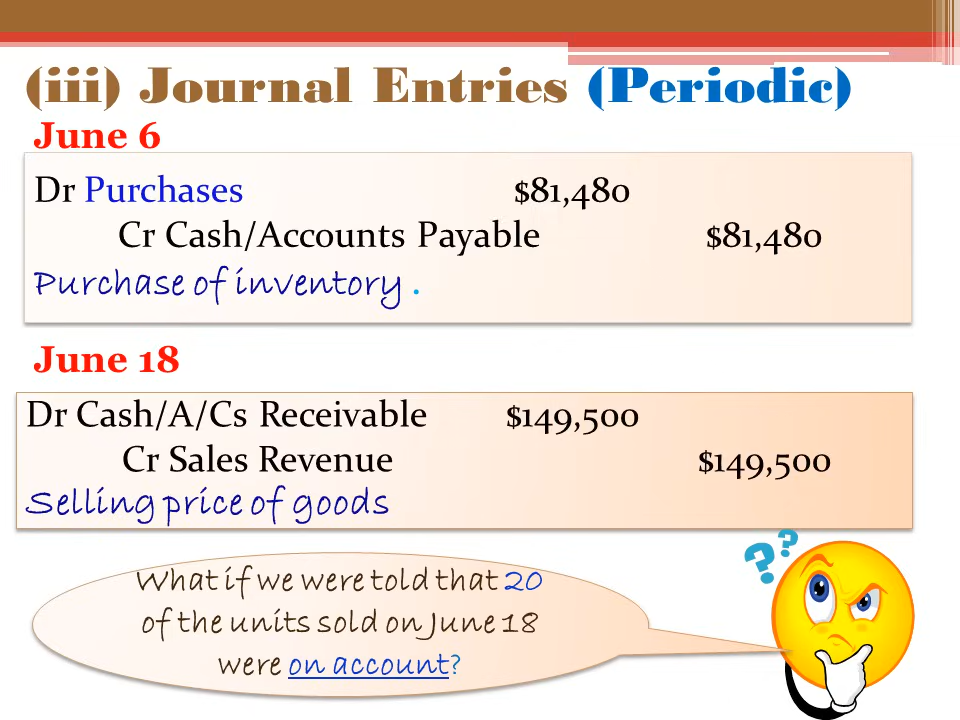 (iii) Journal Entries (Periodic)
June 6
Dr Purchases $81,480
Cr Cash/Accounts Payable $81,480
Purchase of inventory .
June 18
Dr Cash/A/Cs Receivable $149,500
Cr Sales Revenue $149,500
Selling price of goods
??
What if we were told that 20
of the units sold on June 18
were on account?